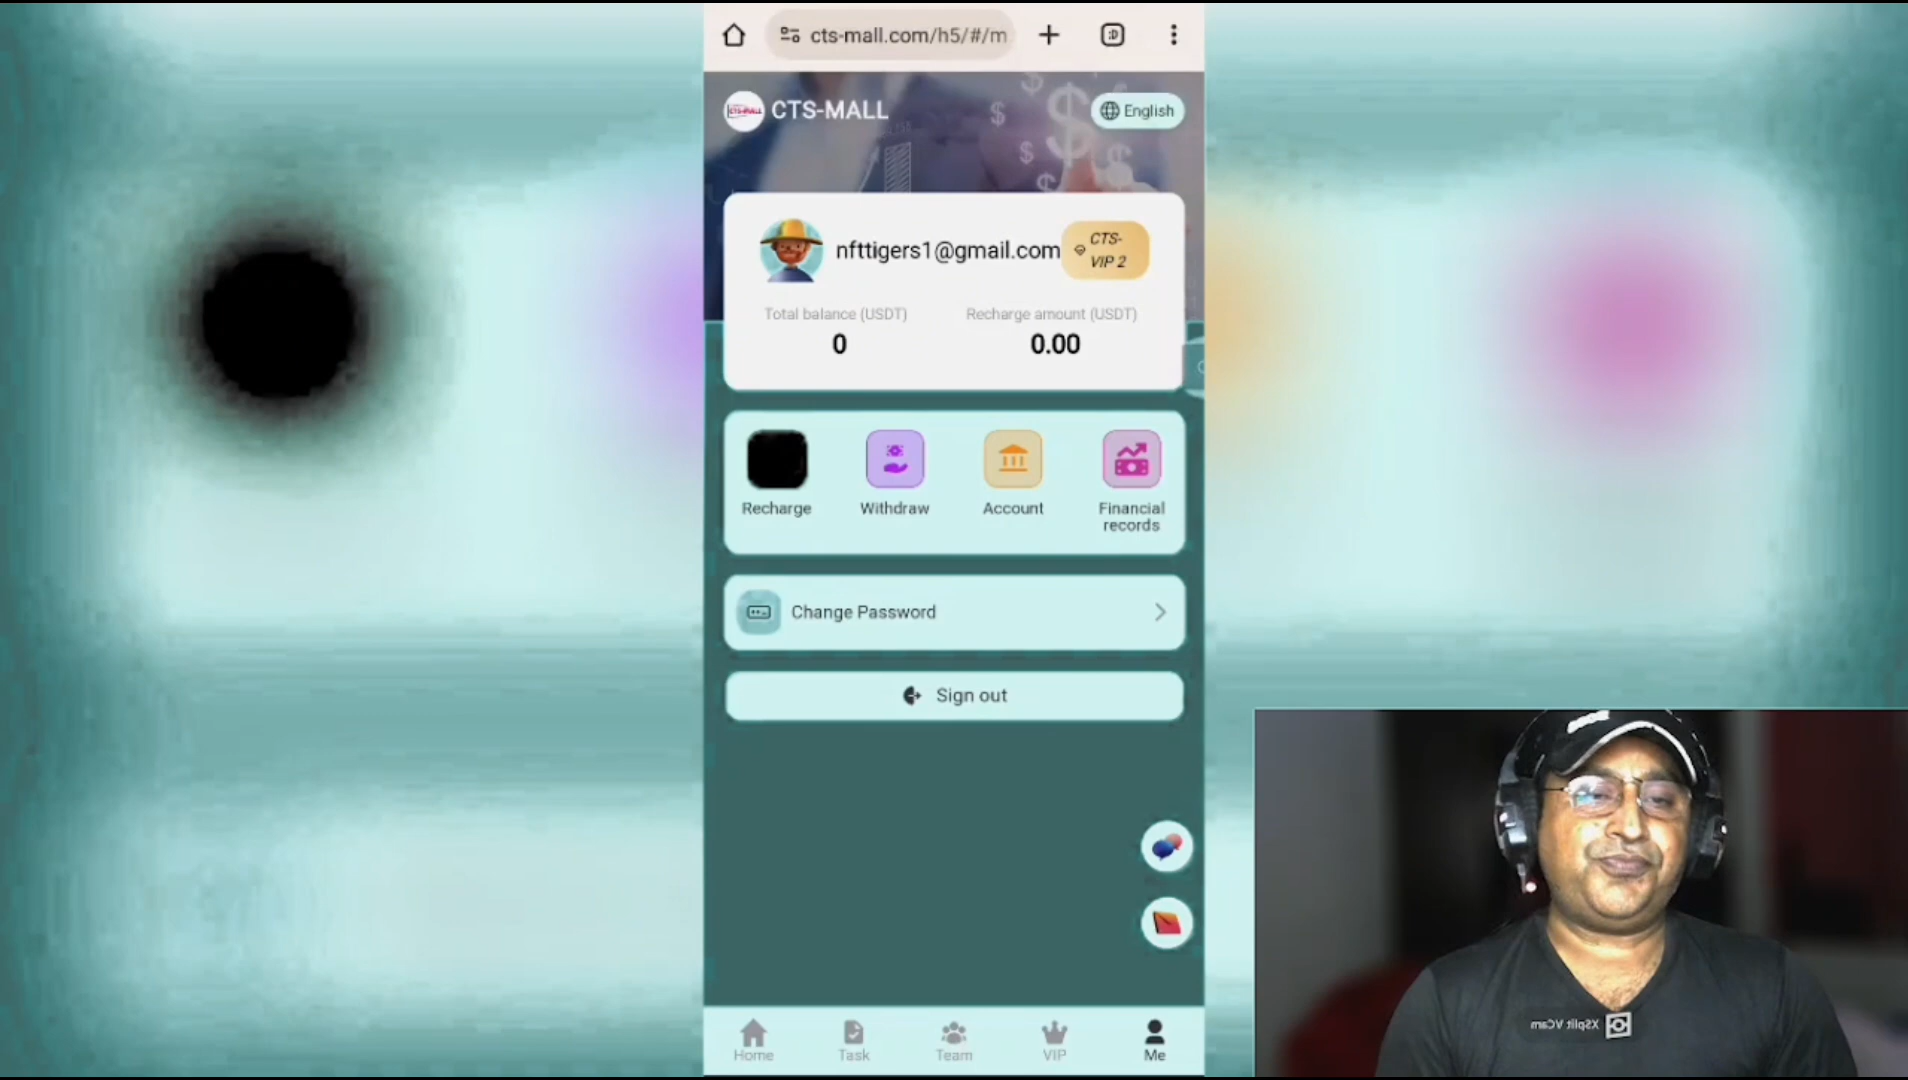 cts-mall.com/h5/#/m
CTS-MALL
English
nfttigers1@gmail.com
CTS-
VIP 2
Total balance (USDT)
Recharge amount (USDT)
0
0.00
Recharge
Withdraw
Account
Financial
records
Change Password
Sign out
XSplit VCam
Home
Task
Team
VIP
Me